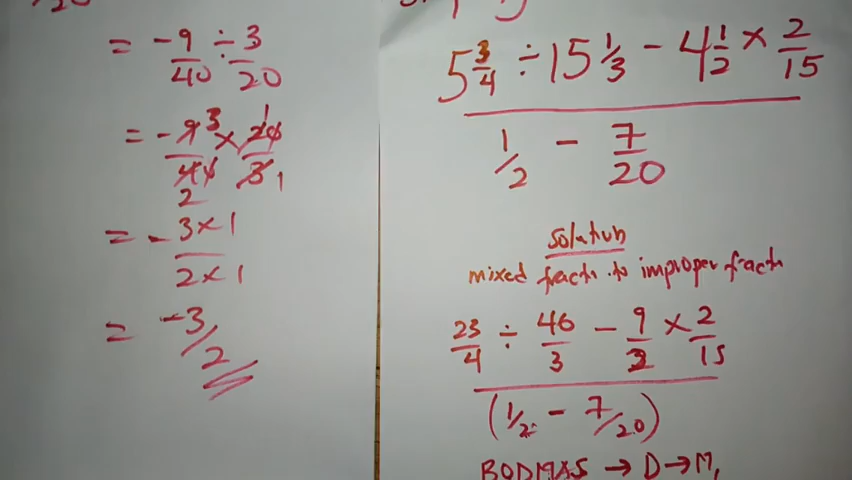 = -9/40 ÷ 3/20
= -9 3/40 2 × 20 1/3 1
= -3×1/2×1
= -3/2
5 3/4 ÷ 15 1/3 - 4 1/2 × 2/15
1/2 - 7/20
Solution
mixed fractn. to improper fractn
23/4 ÷ 46/3 - 9/2 × 2/15
(1/2 - 7/20)
BODMAS → D → M,